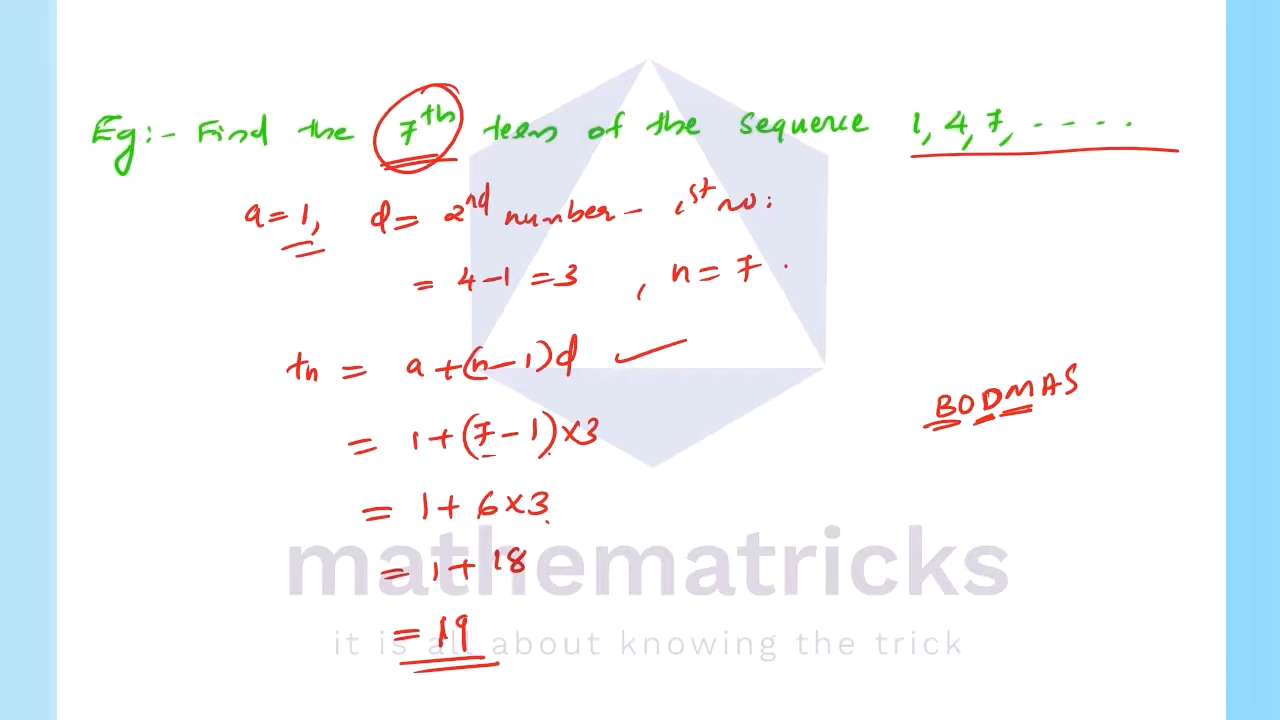 Eg:- Find the 7th term of the sequence 1, 4, 7, - - - - .
a = 1, d = 2nd number - 1st no:
= 4 - 1 = 3 , n = 7 .
tn = a + (n - 1) d ✓
BODMAS
= 1 + (7 - 1) × 3
= 1 + 6 × 3
= 1 + 18
= 19
mathematricks
it is all about knowing the trick